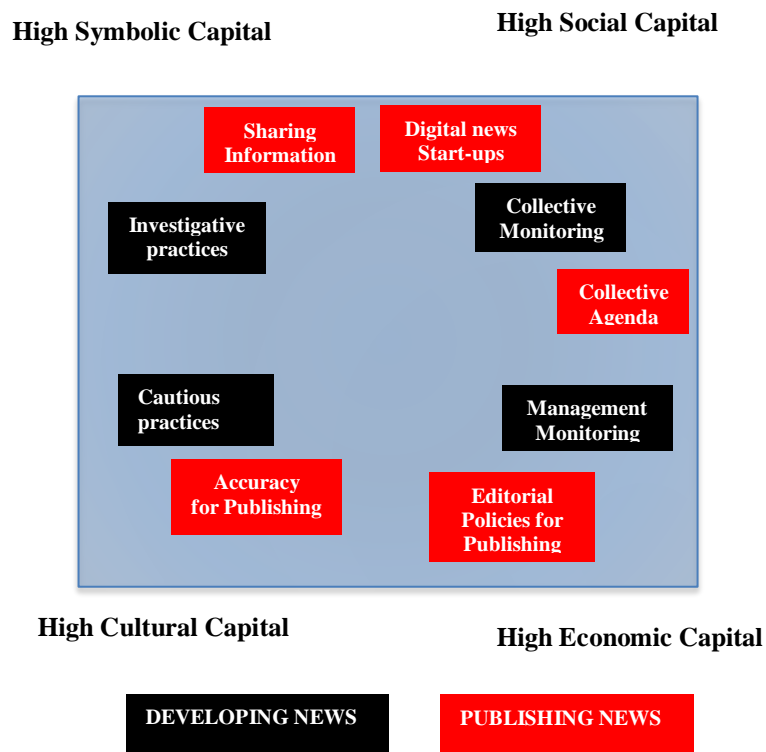 High Symbolic Capital
High Social Capital
Sharing
Information
Digital news
Start-ups
Investigative
practices
Collective
Monitoring
Collective
Agenda
Cautious
practices
Management
Monitoring
Accuracy
for Publishing
Editorial
Policies for
Publishing
High Cultural Capital
High Economic Capital
DEVELOPING NEWS
PUBLISHING NEWS